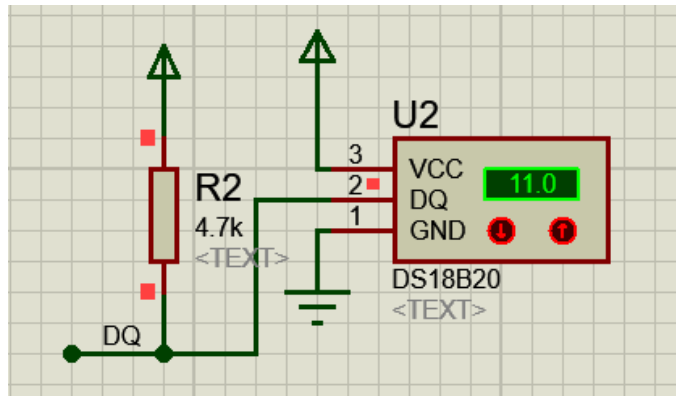 U2
3
VCC
11.0
2
DQ
1
GND
R2
4.7k
<TEXT>
DS18B20
<TEXT>
DQ